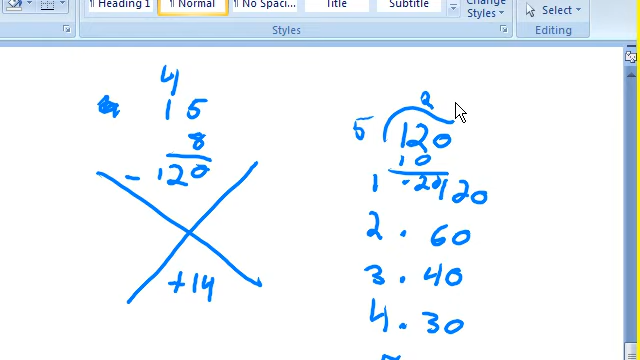 ¶ Heading 1 ¶ Normal ¶ No Spaci... Title Subtitle Change Styles Select
Styles Editing
4
15
8
-120
+14
2
5 120
10
20
1 · 120
2 · 60
3 · 40
4 · 30